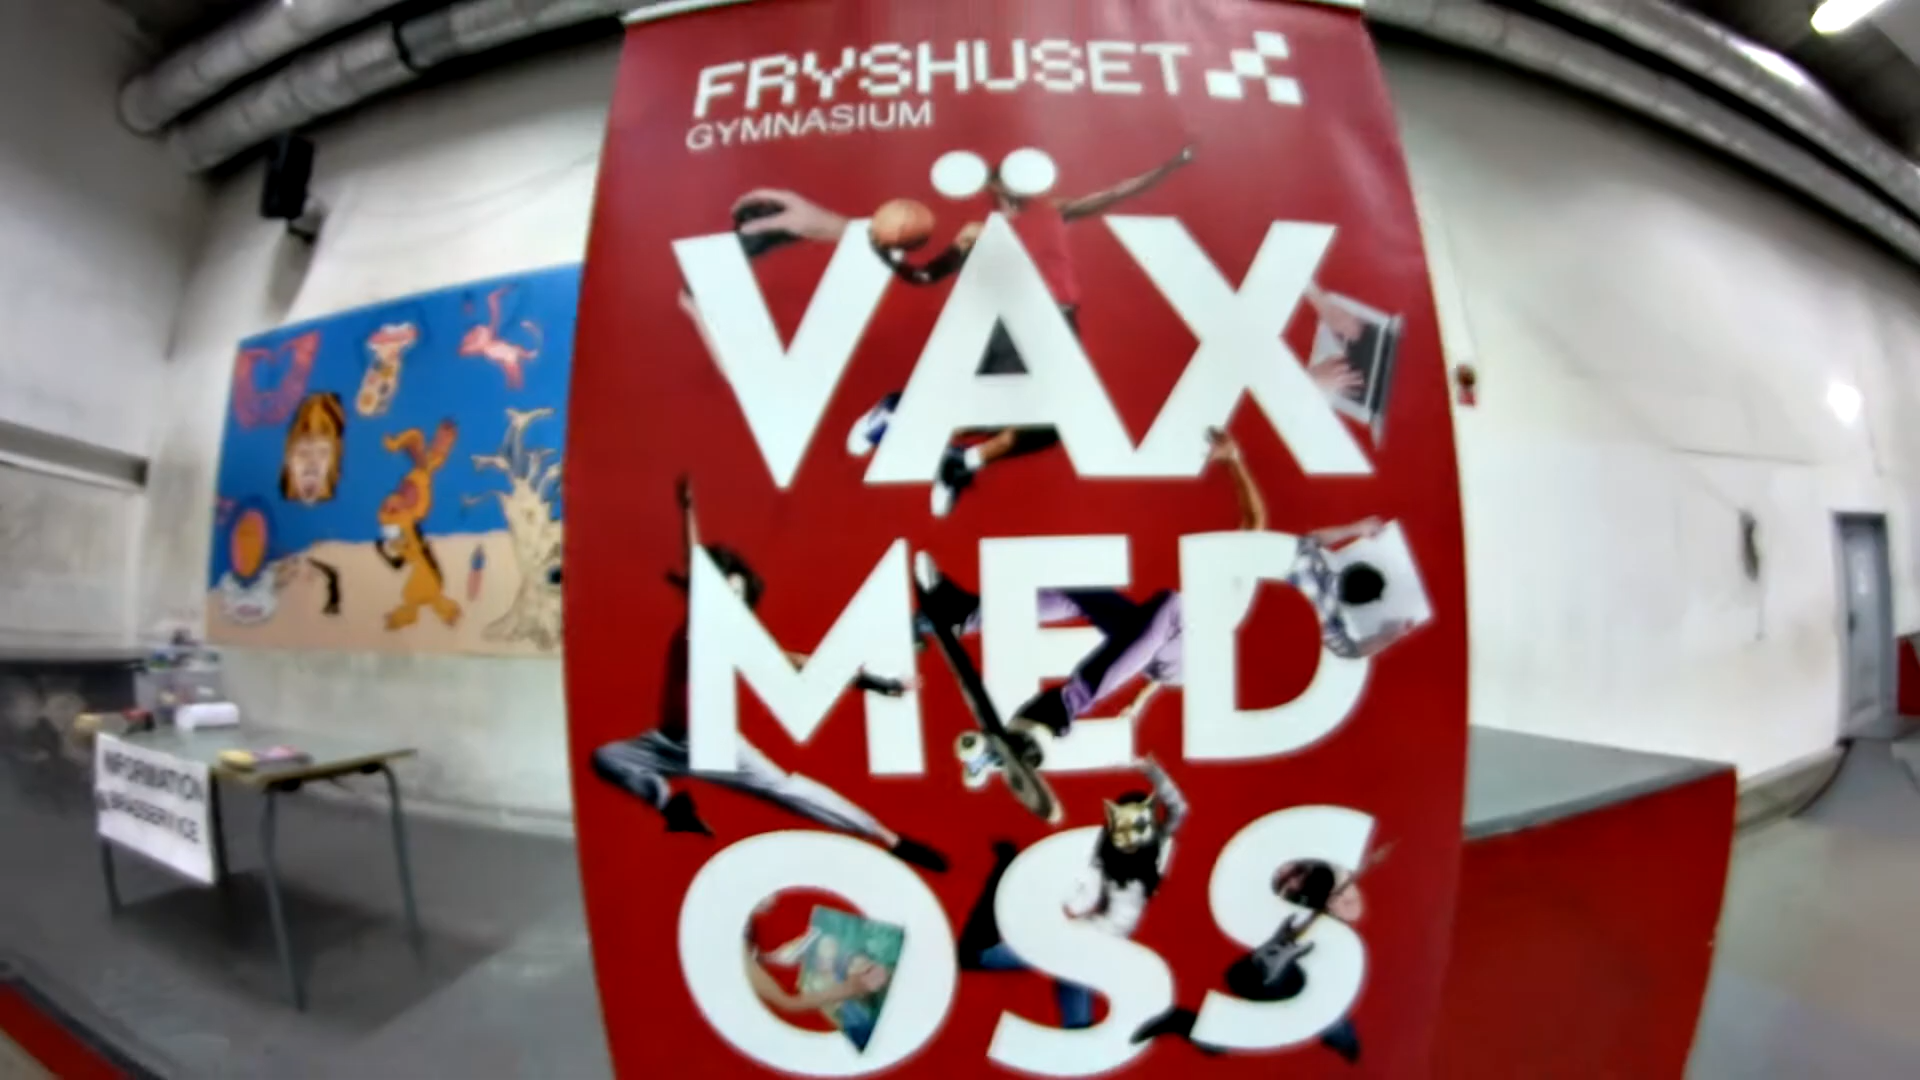 FRYSHUSET
GYMNASIUM
VÄX
MED
OSS
INFORMATION